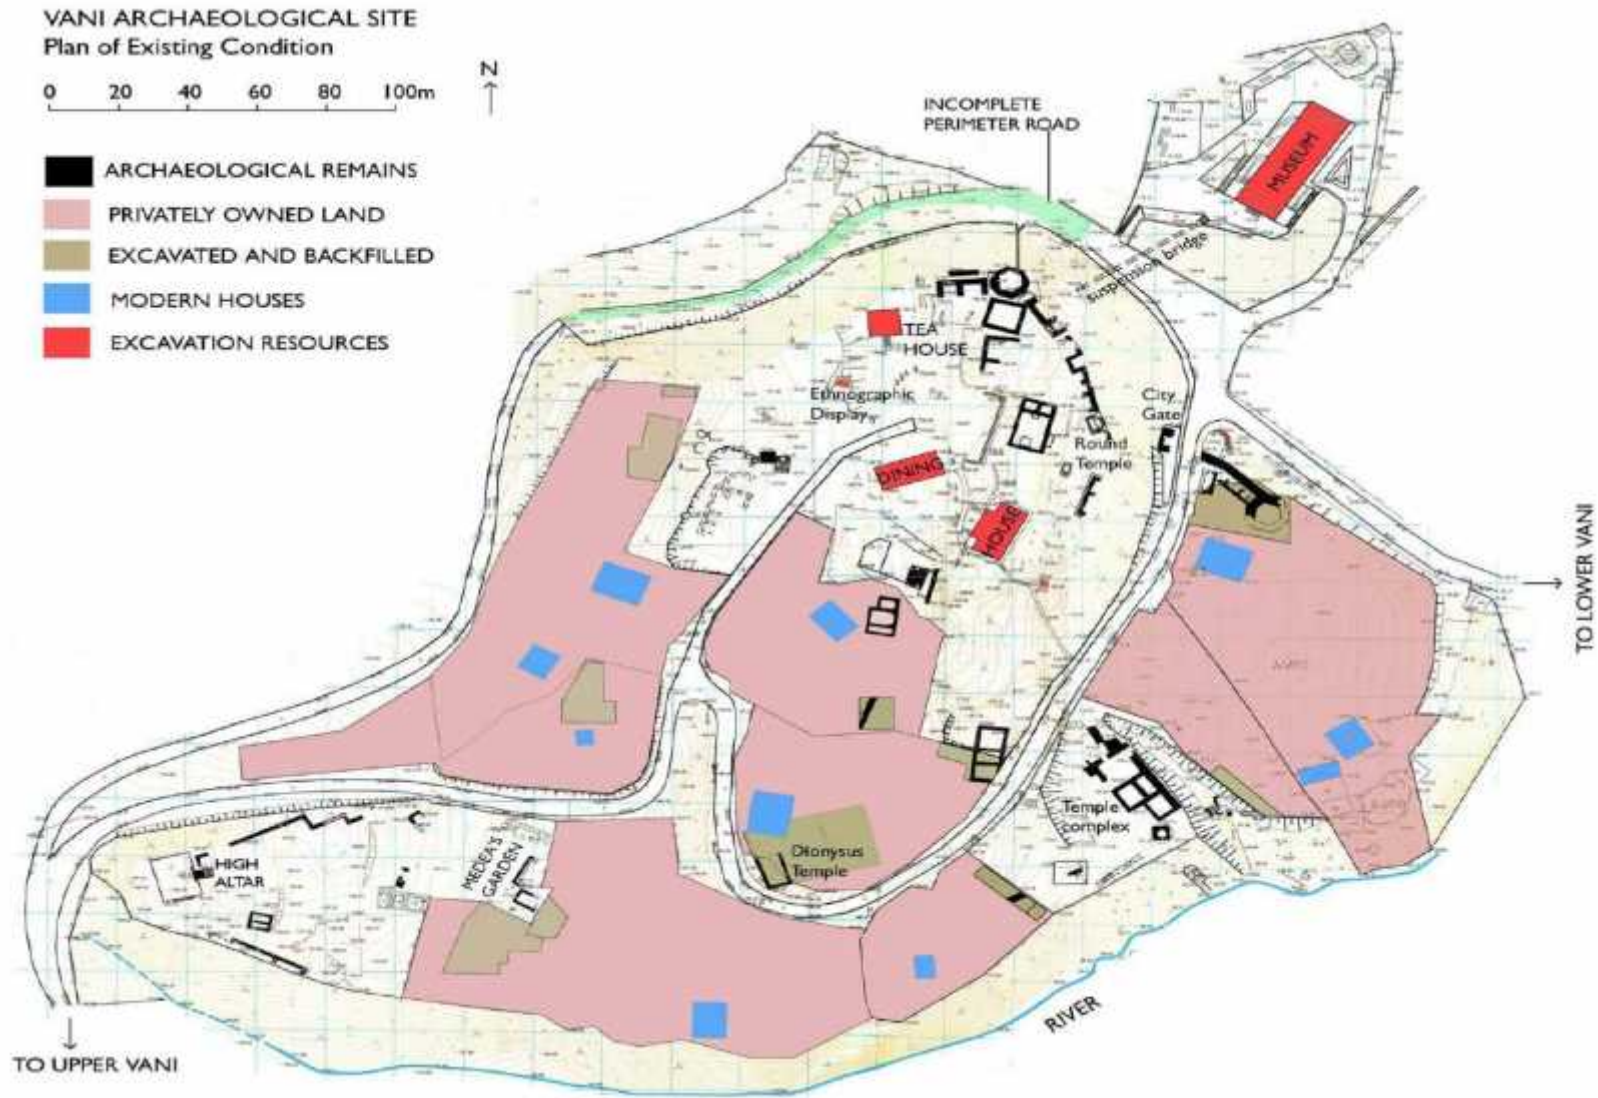 VANI ARCHAEOLOGICAL SITE
Plan of Existing Condition
0 20 40 60 80 100m
N
ARCHAEOLOGICAL REMAINS
PRIVATELY OWNED LAND
EXCAVATED AND BACKFILLED
MODERN HOUSES
EXCAVATION RESOURCES
INCOMPLETE
PERIMETER ROAD
MUSEUM
suspension bridge
TEA
HOUSE
Ethnographic
Display
City
Gate
Round
Temple
DINING
HOUSE
TO LOWER VANI
Temple
complex
Dionysus
Temple
MEDEA'S
GARDEN
HIGH
ALTAR
RIVER
TO UPPER VANI